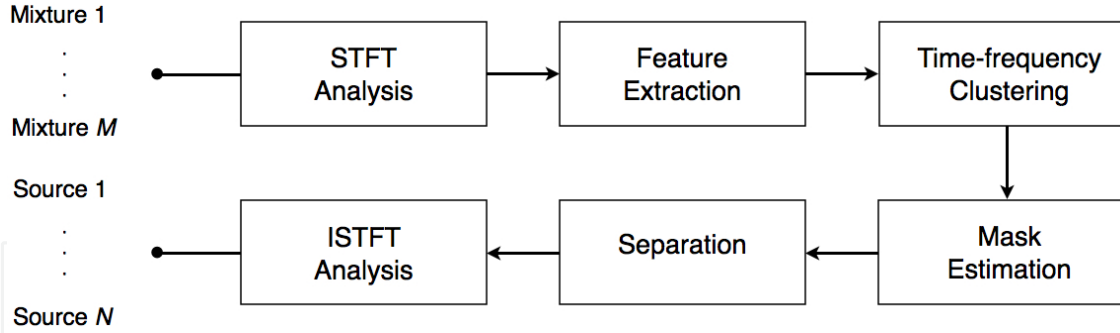 Mixture 1
.
.
.
Mixture M
STFT
Analysis
Feature
Extraction
Time-frequency
Clustering
Source 1
.
.
.
Source N
ISTFT
Analysis
Separation
Mask
Estimation